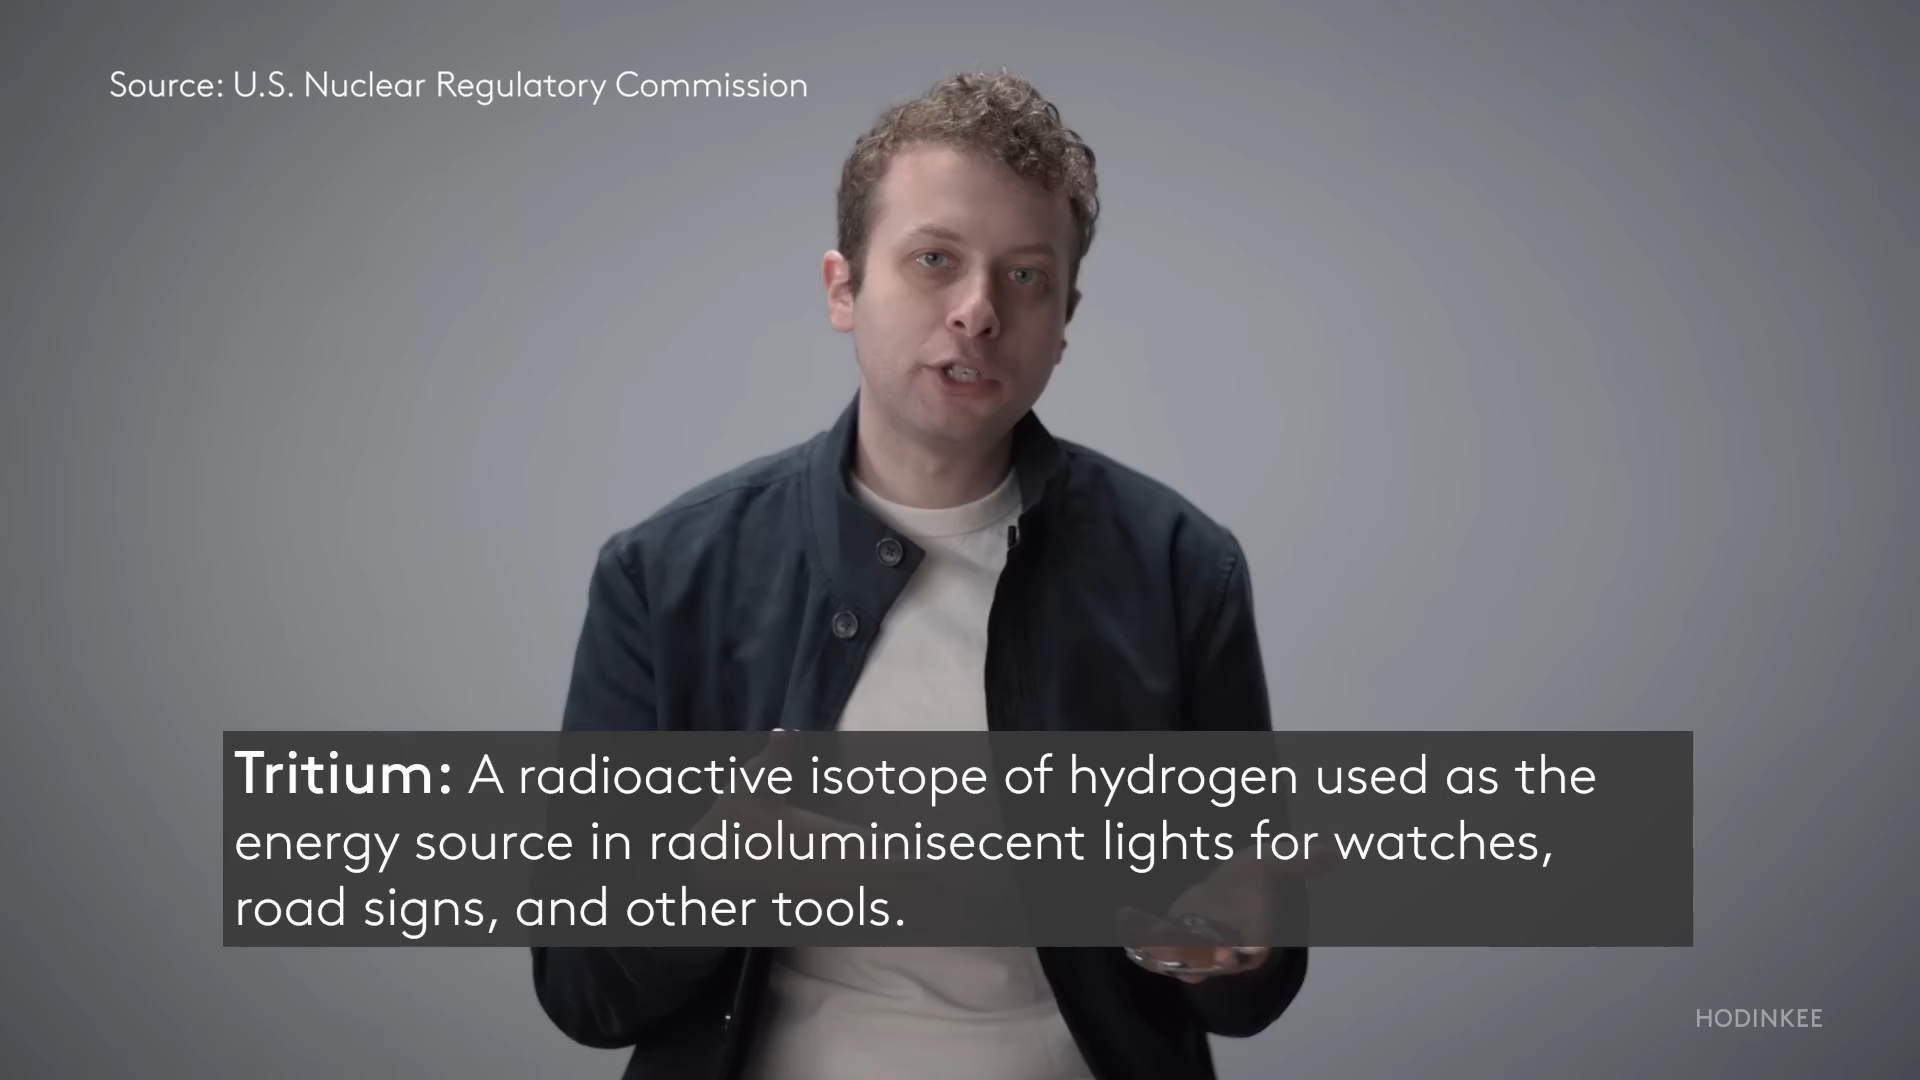 Source: U.S. Nuclear Regulatory Commission
Tritium: A radioactive isotope of hydrogen used as the
energy source in radioluminisecent lights for watches,
road signs, and other tools.
HODINKEE